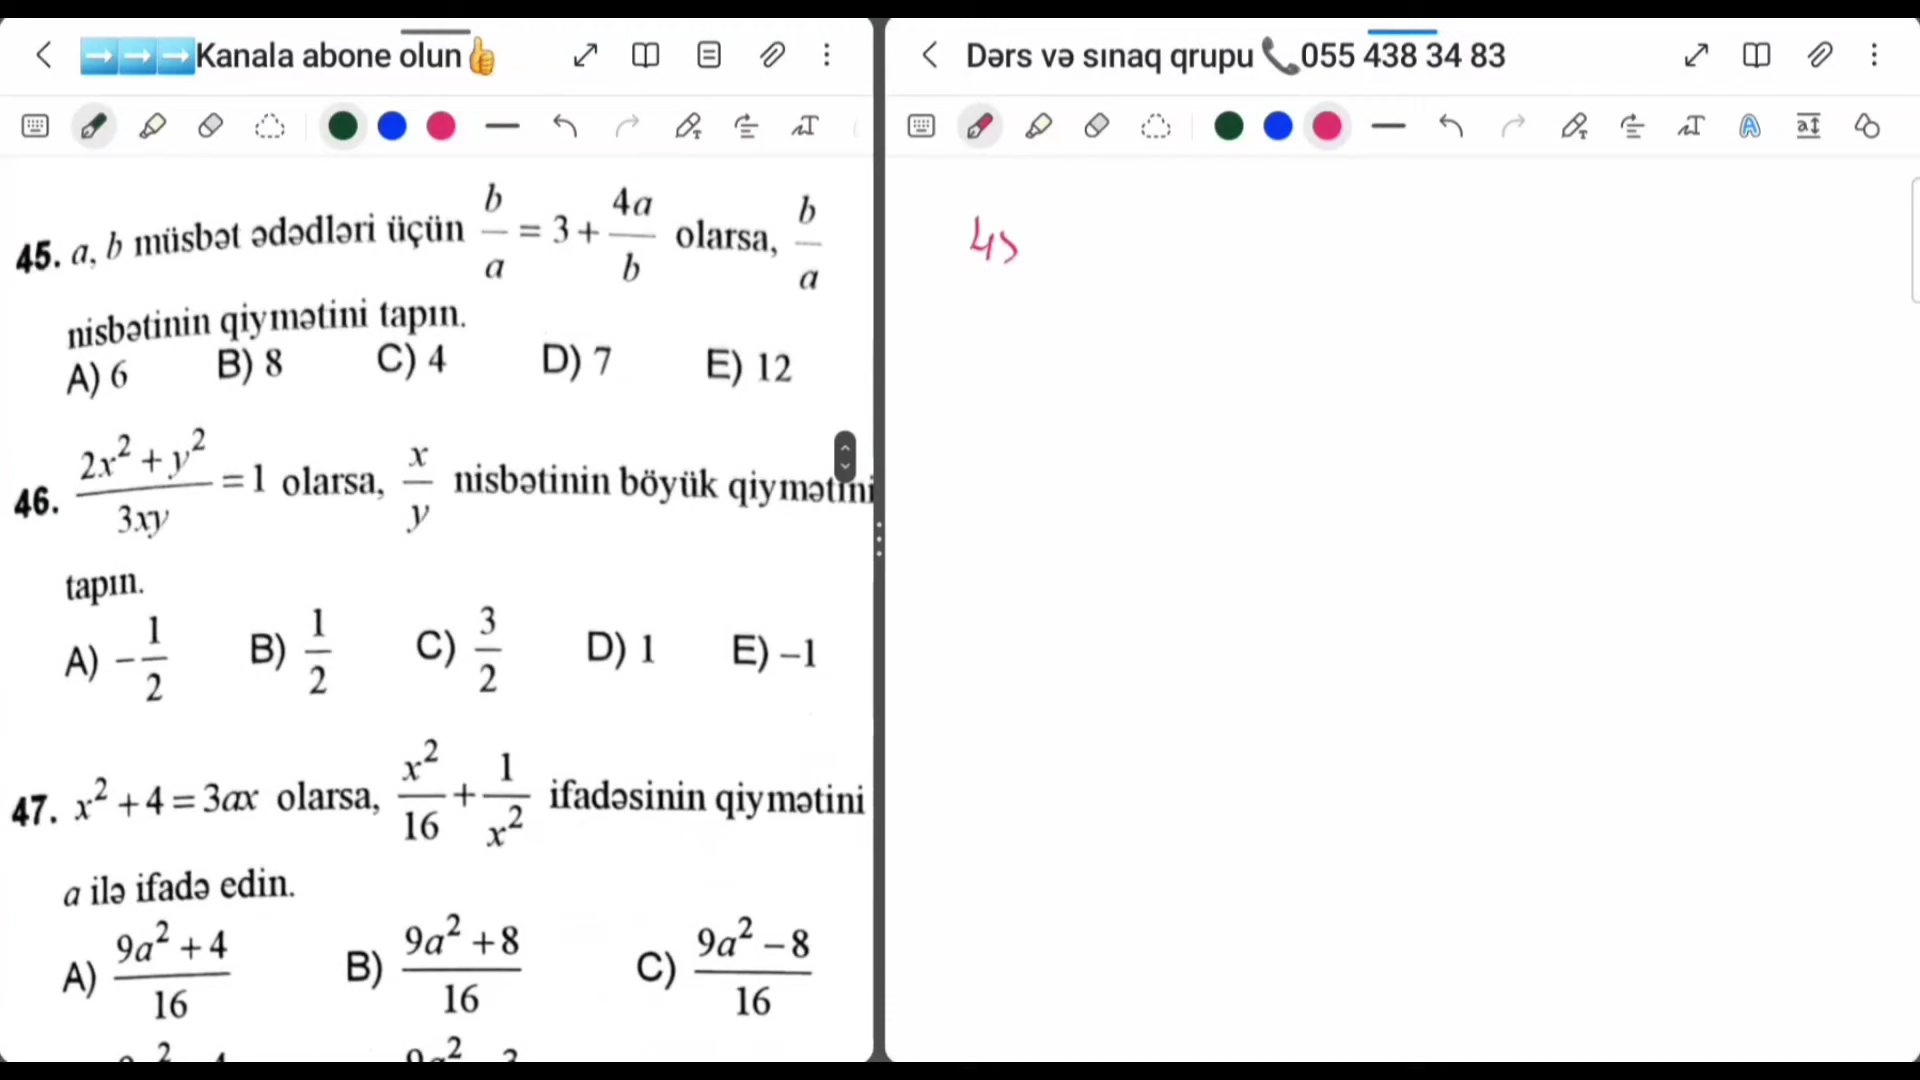 Kanala abone olun
Dərs və sınaq qrupu 055 438 34 83
45. a, b müsbət ədədləri üçün b/a = 3 + 4a/b olarsa, b/a
nisbətinin qiymətini tapın.
A) 6 B) 8 C) 4 D) 7 E) 12
46. (2x² + y²)/(3xy) = 1 olarsa, x/y nisbətinin böyük qiymətini
tapın.
A) −1/2 B) 1/2 C) 3/2 D) 1 E) −1
47. x² + 4 = 3ax olarsa, x²/16 + 1/x² ifadəsinin qiymətini
a ilə ifadə edin.
A) (9a² + 4)/16 B) (9a² + 8)/16 C) (9a² − 8)/16